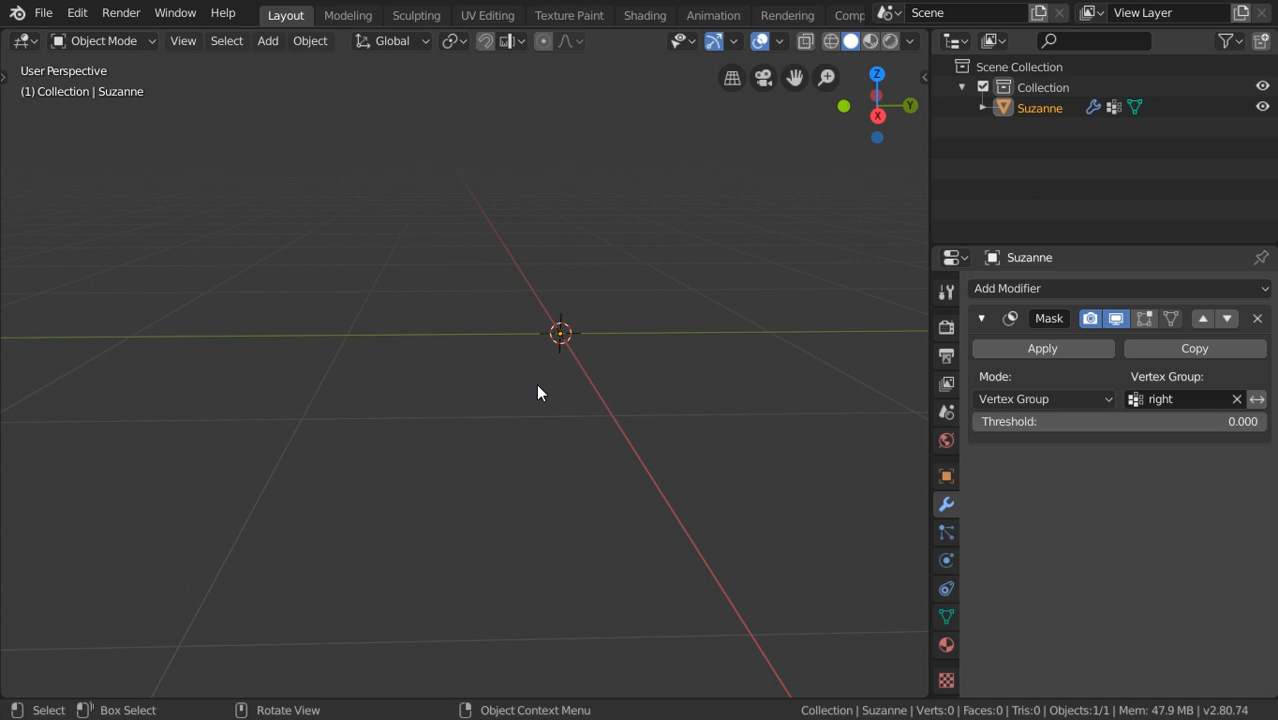 File Edit Render Window Help Layout Modeling Sculpting UV Editing Texture Paint Shading Animation Rendering Comp Scene View Layer
Object Mode View Select Add Object Global
User Perspective
(1) Collection | Suzanne
Z
Y
X
Scene Collection
Collection
Suzanne
Suzanne
Add Modifier
Mask
Apply Copy
Mode: Vertex Group:
Vertex Group right
Threshold: 0.000
Select Box Select Rotate View Object Context Menu Collection | Suzanne | Verts:0 | Faces:0 | Tris:0 | Objects:1/1 | Mem: 47.9 MB | v2.80.74